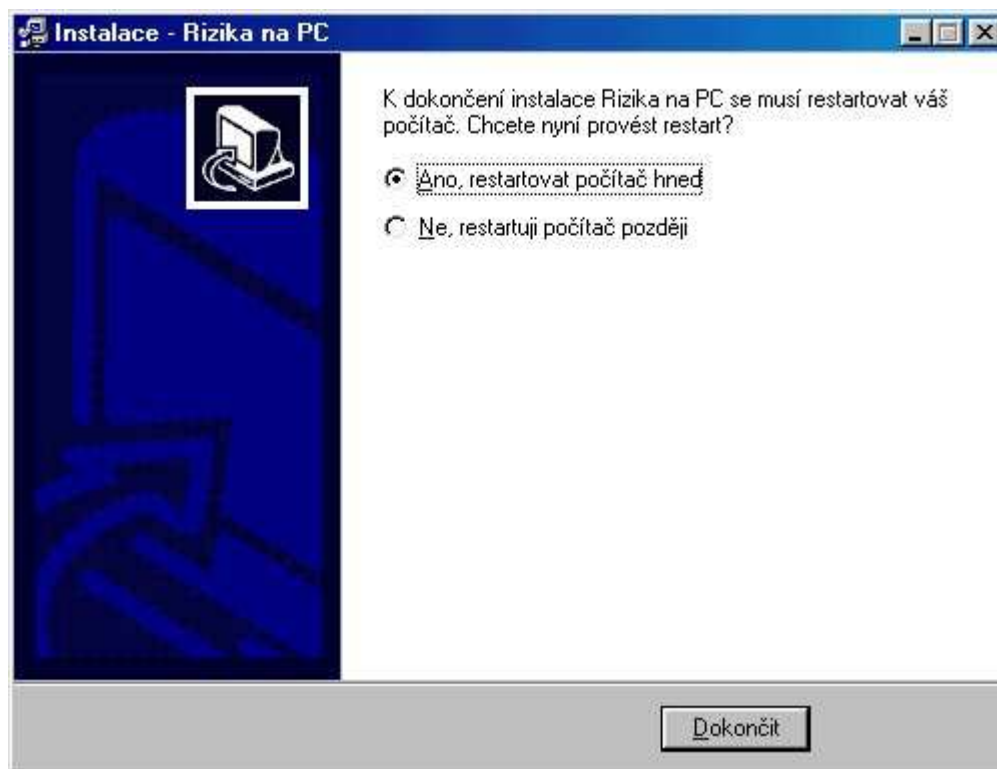 Instalace - Rizika na PC
K dokončení instalace Rizika na PC se musí restartovat váš
počítač. Chcete nyní provést restart?
Ano, restartovat počítač hned
Ne, restartuji počítač později
Dokončit